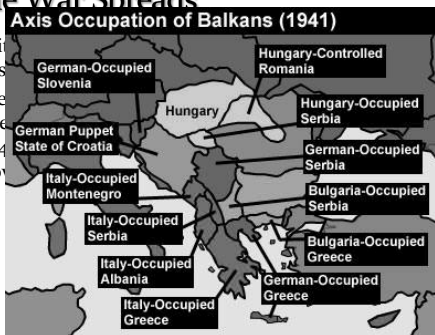 War Spreads
Axis Occupation of Balkans (1941)
German-Occupied
Slovenia
Hungary-Controlled
Romania
Hungary
Hungary-Occupied
Serbia
German Puppet
State of Croatia
German-Occupied
Serbia
Italy-Occupied
Montenegro
Bulgaria-Occupied
Serbia
Italy-Occupied
Serbia
Bulgaria-Occupied
Greece
Italy-Occupied
Albania
German-Occupied
Greece
Italy-Occupied
Greece